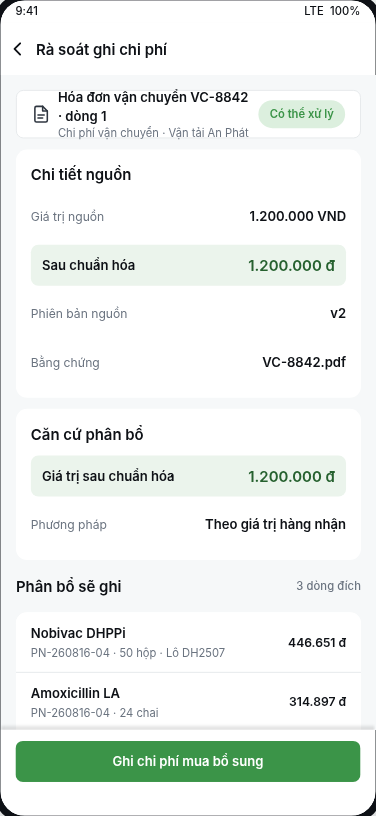 9:41
LTE 100%
Rà soát ghi chi phí
Hóa đơn vận chuyển VC-8842
· dòng 1
Chi phí vận chuyển · Vận tải An Phát
Có thể xử lý
Chi tiết nguồn
Giá trị nguồn
1.200.000 VND
Sau chuẩn hóa
1.200.000 đ
Phiên bản nguồn
v2
Bằng chứng
VC-8842.pdf
Căn cứ phân bổ
Giá trị sau chuẩn hóa
1.200.000 đ
Phương pháp
Theo giá trị hàng nhận
Phân bổ sẽ ghi
3 dòng đích
Nobivac DHPPi
446.651 đ
PN-260816-04 · 50 hộp · Lô DH2507
Amoxicillin LA
314.897 đ
PN-260816-04 · 24 chai
Ghi chi phí mua bổ sung